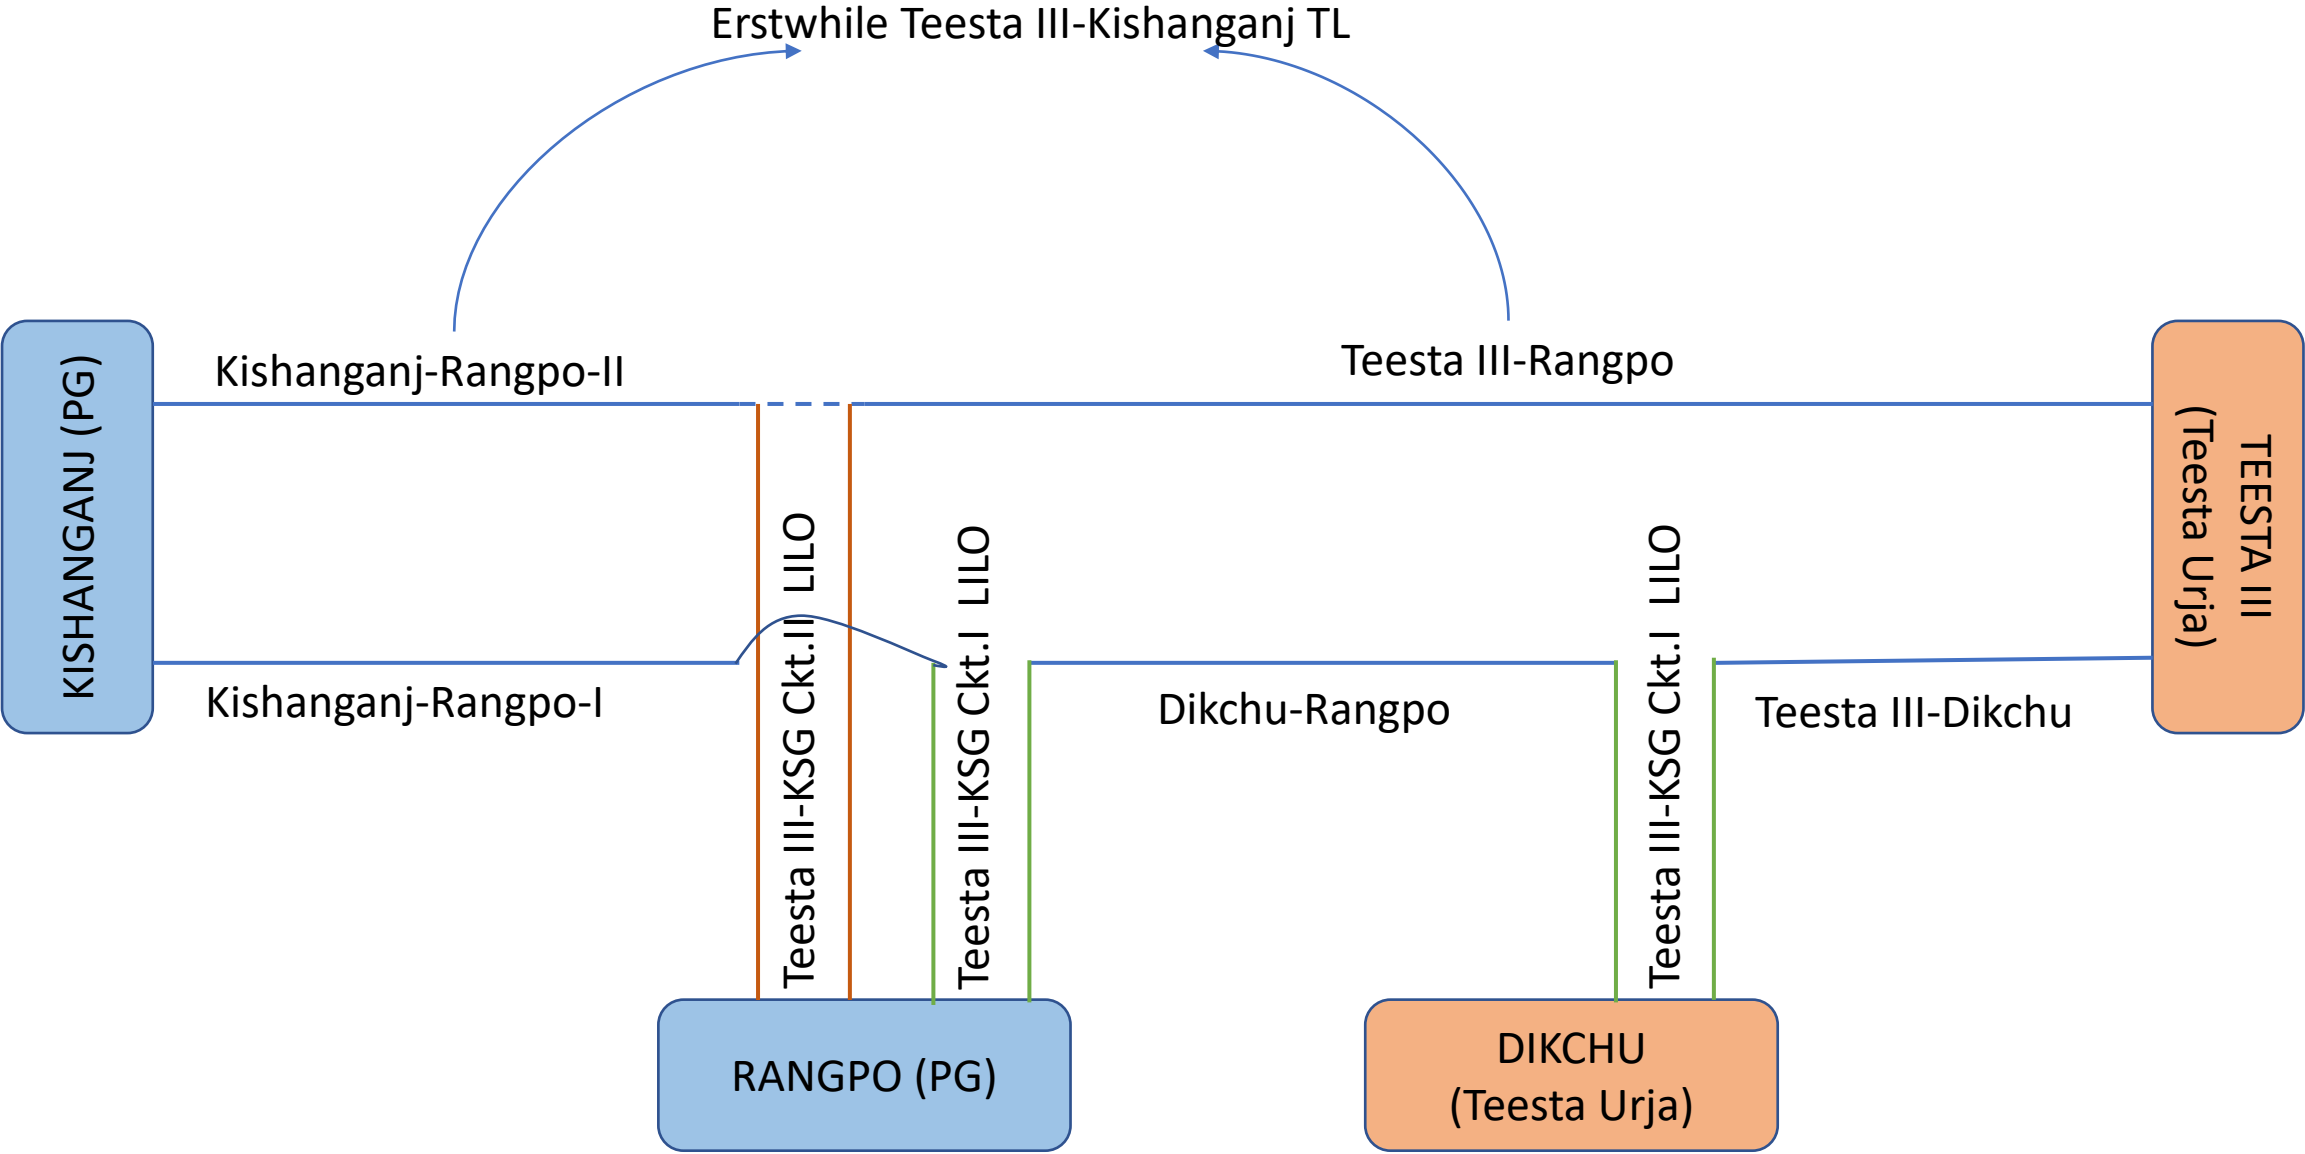 Erstwhile Teesta III-Kishanganj TL
Kishanganj-Rangpo-II
Teesta III-Rangpo
KISHANGANJ (PG)
TEESTA III
(Teesta Urja)
Teesta III-KSG Ckt.II LILO
Teesta III-KSG Ckt.I LILO
Teesta III-KSG Ckt.I LILO
Kishanganj-Rangpo-I
Dikchu-Rangpo
Teesta III-Dikchu
RANGPO (PG)
DIKCHU
(Teesta Urja)